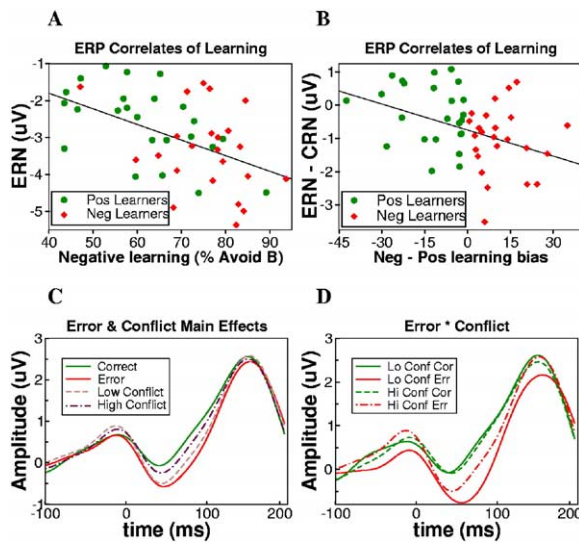 A
ERP Correlates of Learning
-1
-2
-3
-4
-5
ERN (uV)
Pos Learners
Neg Learners
40 50 60 70 80 90
Negative learning (% Avoid B)
B
ERP Correlates of Learning
1
0
-1
-2
-3
ERN - CRN (uV)
Pos Learners
Neg Learners
-45 -30 -15 0 15 30
Neg - Pos learning bias
C
Error & Conflict Main Effects
3
2
1
0
Amplitude (uV)
Correct
Error
Low Conflict
High Conflict
-100 0 100 200
time (ms)
D
Error * Conflict
3
2
1
0
Amplitude (uV)
Lo Conf Cor
Lo Conf Err
Hi Conf Cor
Hi Conf Err
-100 0 100 200
time (ms)